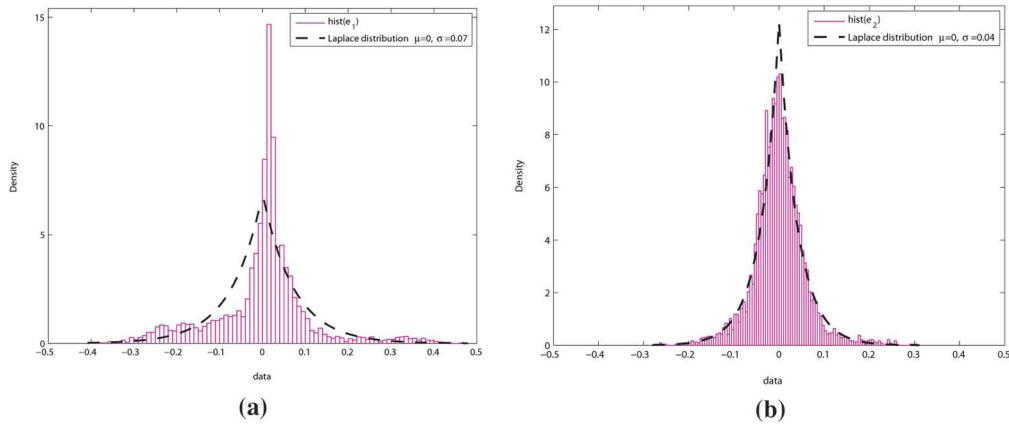 15
10
5
0
Density
−0.5 −0.4 −0.3 −0.2 −0.1 0 0.1 0.2 0.3 0.4 0.5
data
hist(e1)
Laplace distribution μ=0, σ=0.07
(a)
12
10
8
6
4
2
0
Density
−0.5 −0.4 −0.3 −0.2 −0.1 0 0.1 0.2 0.3 0.4 0.5
data
hist(e2)
Laplace distribution μ=0, σ=0.04
(b)